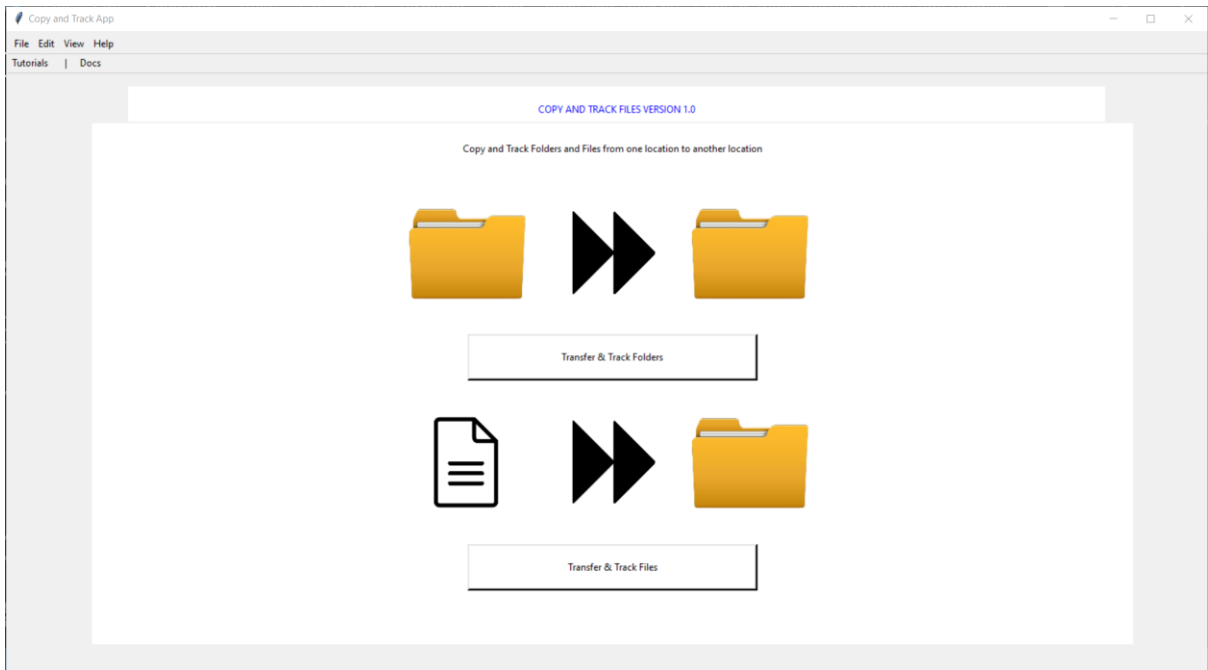 Copy and Track App
File Edit View Help
Tutorials | Docs
COPY AND TRACK FILES VERSION 1.0
Copy and Track Folders and Files from one location to another location
Transfer & Track Folders
Transfer & Track Files